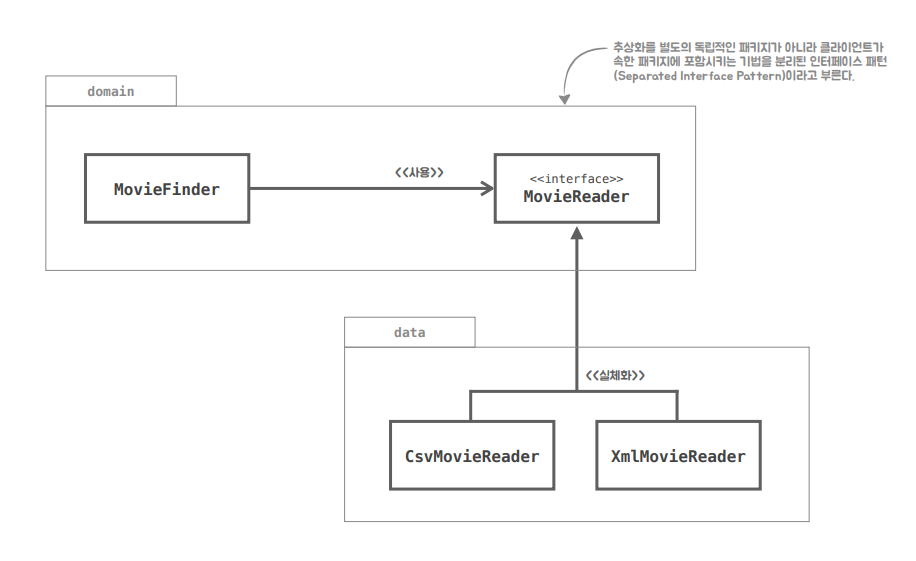 추상화를 별도의 독립적인 패키지가 아니라 클라이언트가
속한 패키지에 포함시키는 기법을 분리된 인터페이스 패턴
(Separated Interface Pattern)이라고 부른다.
domain
MovieFinder
<<사용>>
<<interface>>
MovieReader
data
<<실체화>>
CsvMovieReader
XmlMovieReader